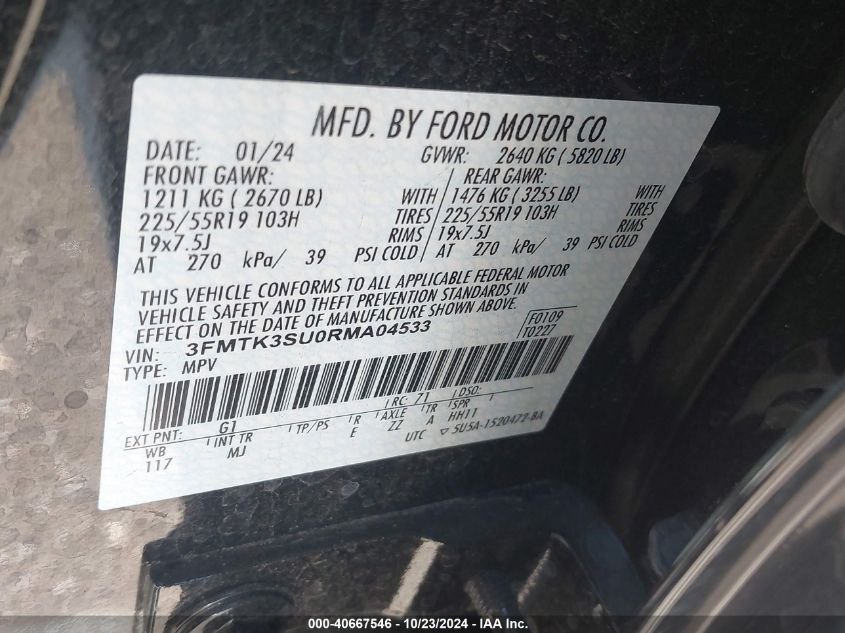 MFD. BY FORD MOTOR CO.
DATE: 01/24 GVWR: 2640 KG ( 5820 LB)
FRONT GAWR: REAR GAWR:
1211 KG ( 2670 LB) WITH 1476 KG ( 3255 LB) WITH
225/55R19 103H TIRES 225/55R19 103H TIRES
19x7.5J RIMS 19x7.5J RIMS
AT 270 kPa/ 39 PSI COLD AT 270 kPa/ 39 PSI COLD
THIS VEHICLE CONFORMS TO ALL APPLICABLE FEDERAL MOTOR
VEHICLE SAFETY AND THEFT PREVENTION STANDARDS IN
EFFECT ON THE DATE OF MANUFACTURE SHOWN ABOVE.
VIN: 3FMTK3SU0RMA04533 F0109
TYPE: MPV T0227
EXT PNT: G1 RC: 71 DSO:
WB INT TR TP/PS R AXLE TR SPR
117 MJ E ZZ A HH11
UTC ▽ 5U5A-1520472-BA
000-40667546 - 10/23/2024 - IAA Inc.